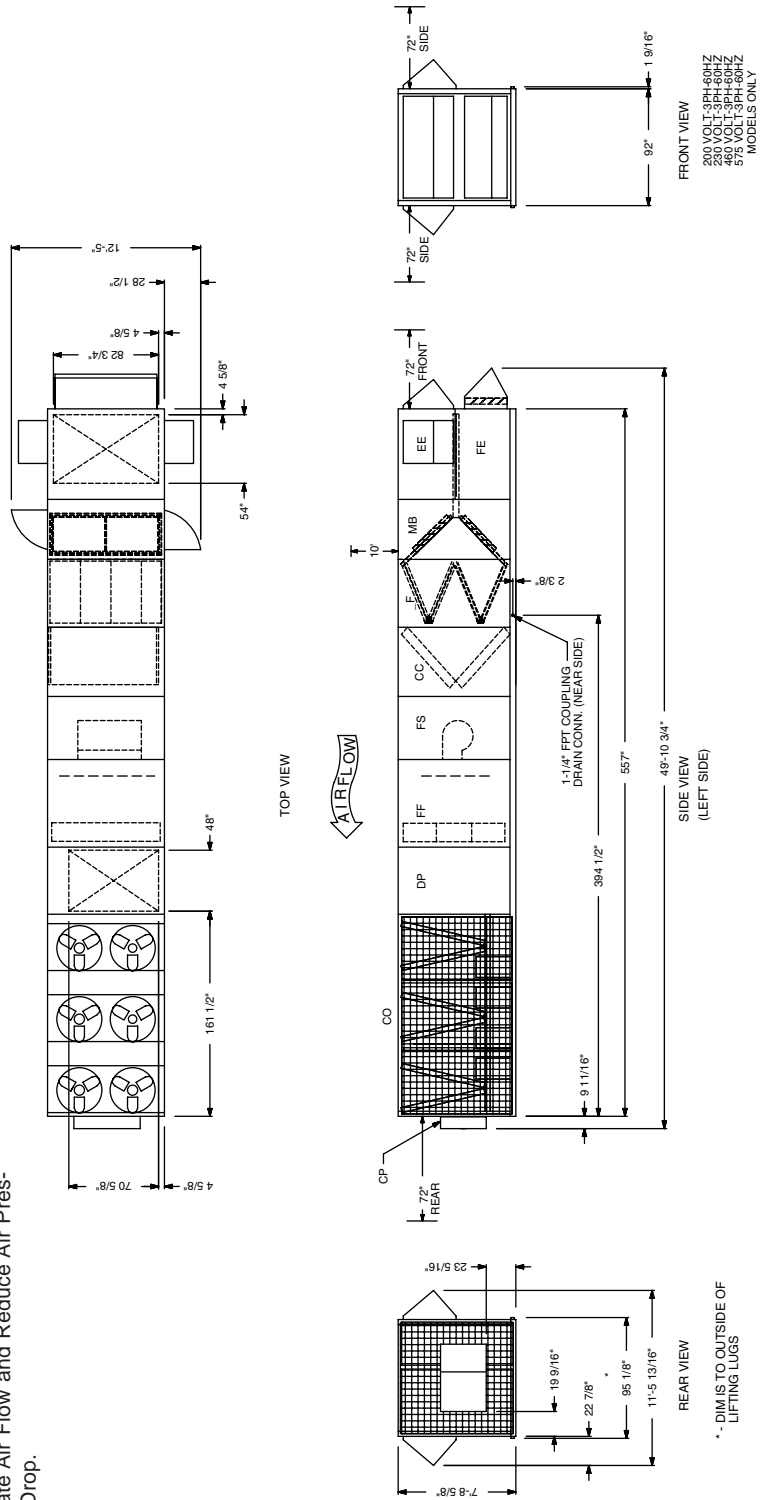 ate Air Flow and Reduce Air Pres-
Drop.
12'-5"
28 1/2"
4 5/8"
82 3/4"
4 5/8"
54"
48"
161 1/2"
70 5/8"
4 5/8"
TOP VIEW
AIRFLOW
72"
SIDE
72"
SIDE
92"
1 9/16"
FRONT VIEW
200 VOLT-3PH-60HZ
230 VOLT-3PH-60HZ
460 VOLT-3PH-60HZ
575 VOLT-3PH-60HZ
MODELS ONLY
72"
FRONT
10'
EE
FE
MB
F
CC
FS
FF
DP
CO
CP
72"
REAR
2 3/8"
1-1/4" FPT COUPLING
DRAIN CONN. (NEAR SIDE)
9 11/16"
394 1/2"
557"
49'-10 3/4"
SIDE VIEW
(LEFT SIDE)
23 5/16"
19 9/16"
22 7/8"
*
95 1/8"
11'-5 13/16"
7'-8 5/8"
REAR VIEW
* - DIM IS TO OUTSIDE OF
LIFTING LUGS